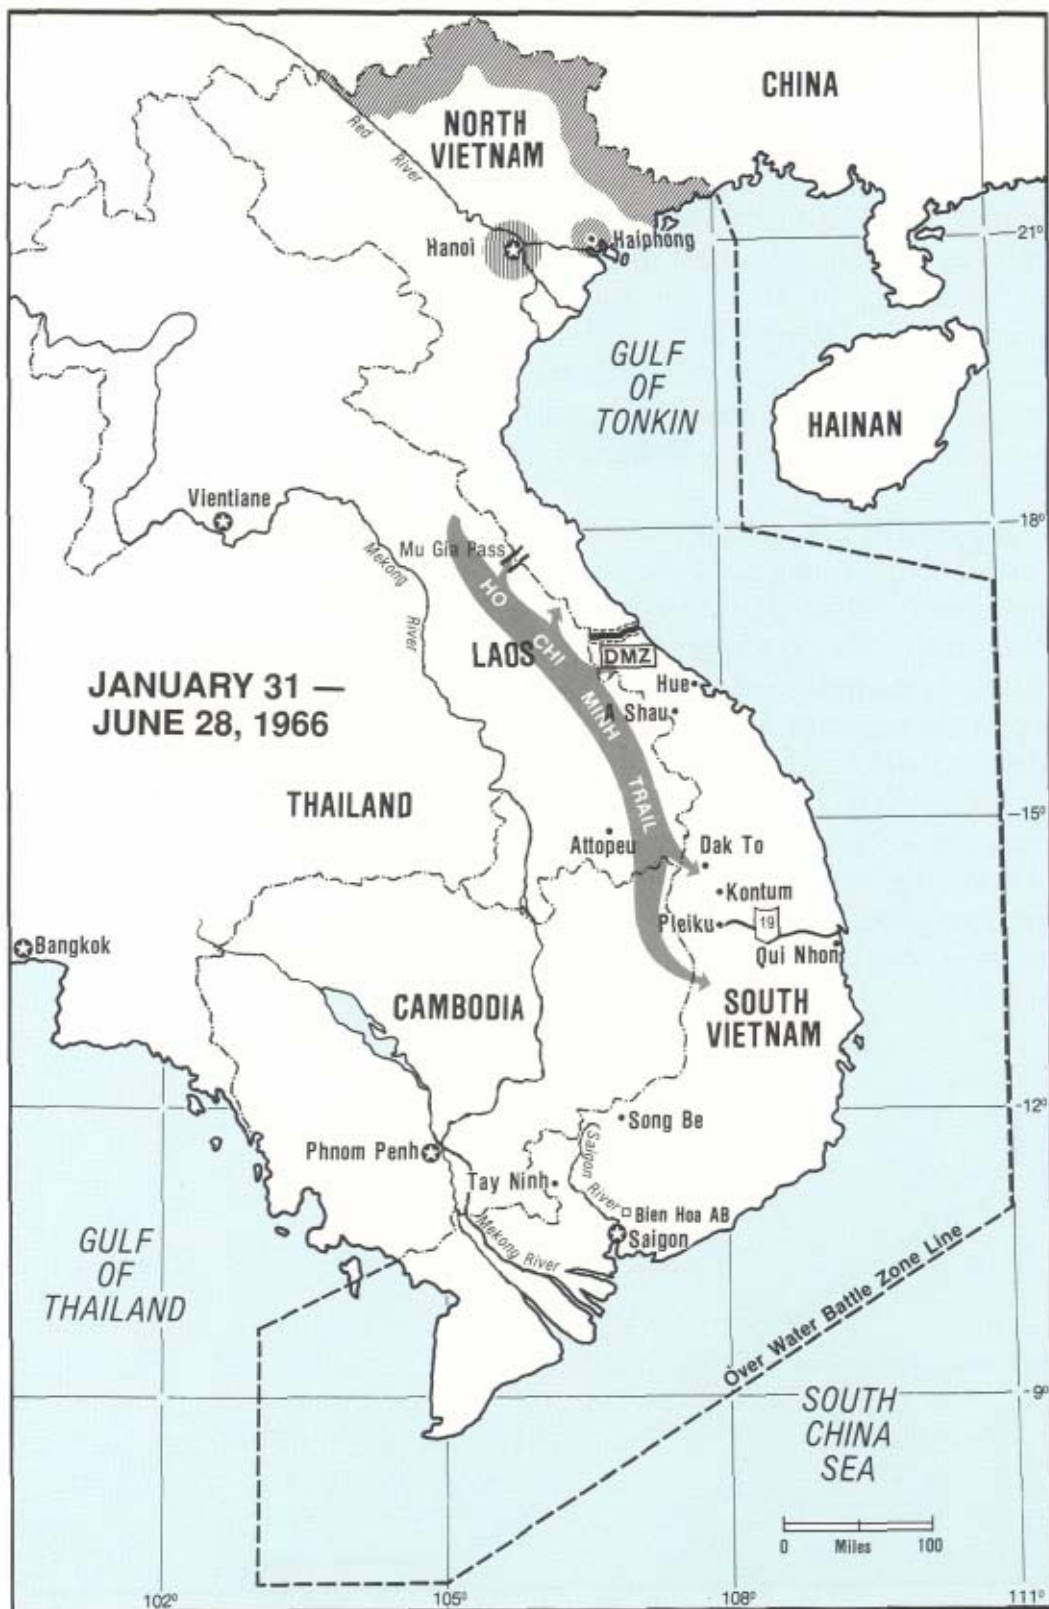 CHINA
NORTH
VIETNAM
Red
River
Hanoi
Haiphong
21°
GULF
OF
TONKIN
HAINAN
Vientiane
18°
Mekong
River
Mu Gia Pass
HO
CHI
MINH
TRAIL
LAOS
DMZ
JANUARY 31 —
JUNE 28, 1966
Hue
A Shau
THAILAND
15°
Attopeu
Dak To
Kontum
Pleiku
19
Qui Nhon
Bangkok
CAMBODIA
SOUTH
VIETNAM
12°
Song Be
Phnom Penh
Tay Ninh
Saigon River
Bien Hoa AB
Saigon
Mekong River
GULF
OF
THAILAND
Over Water Battle Zone Line
9°
SOUTH
CHINA
SEA
0 Miles 100
102° 105° 108° 111°